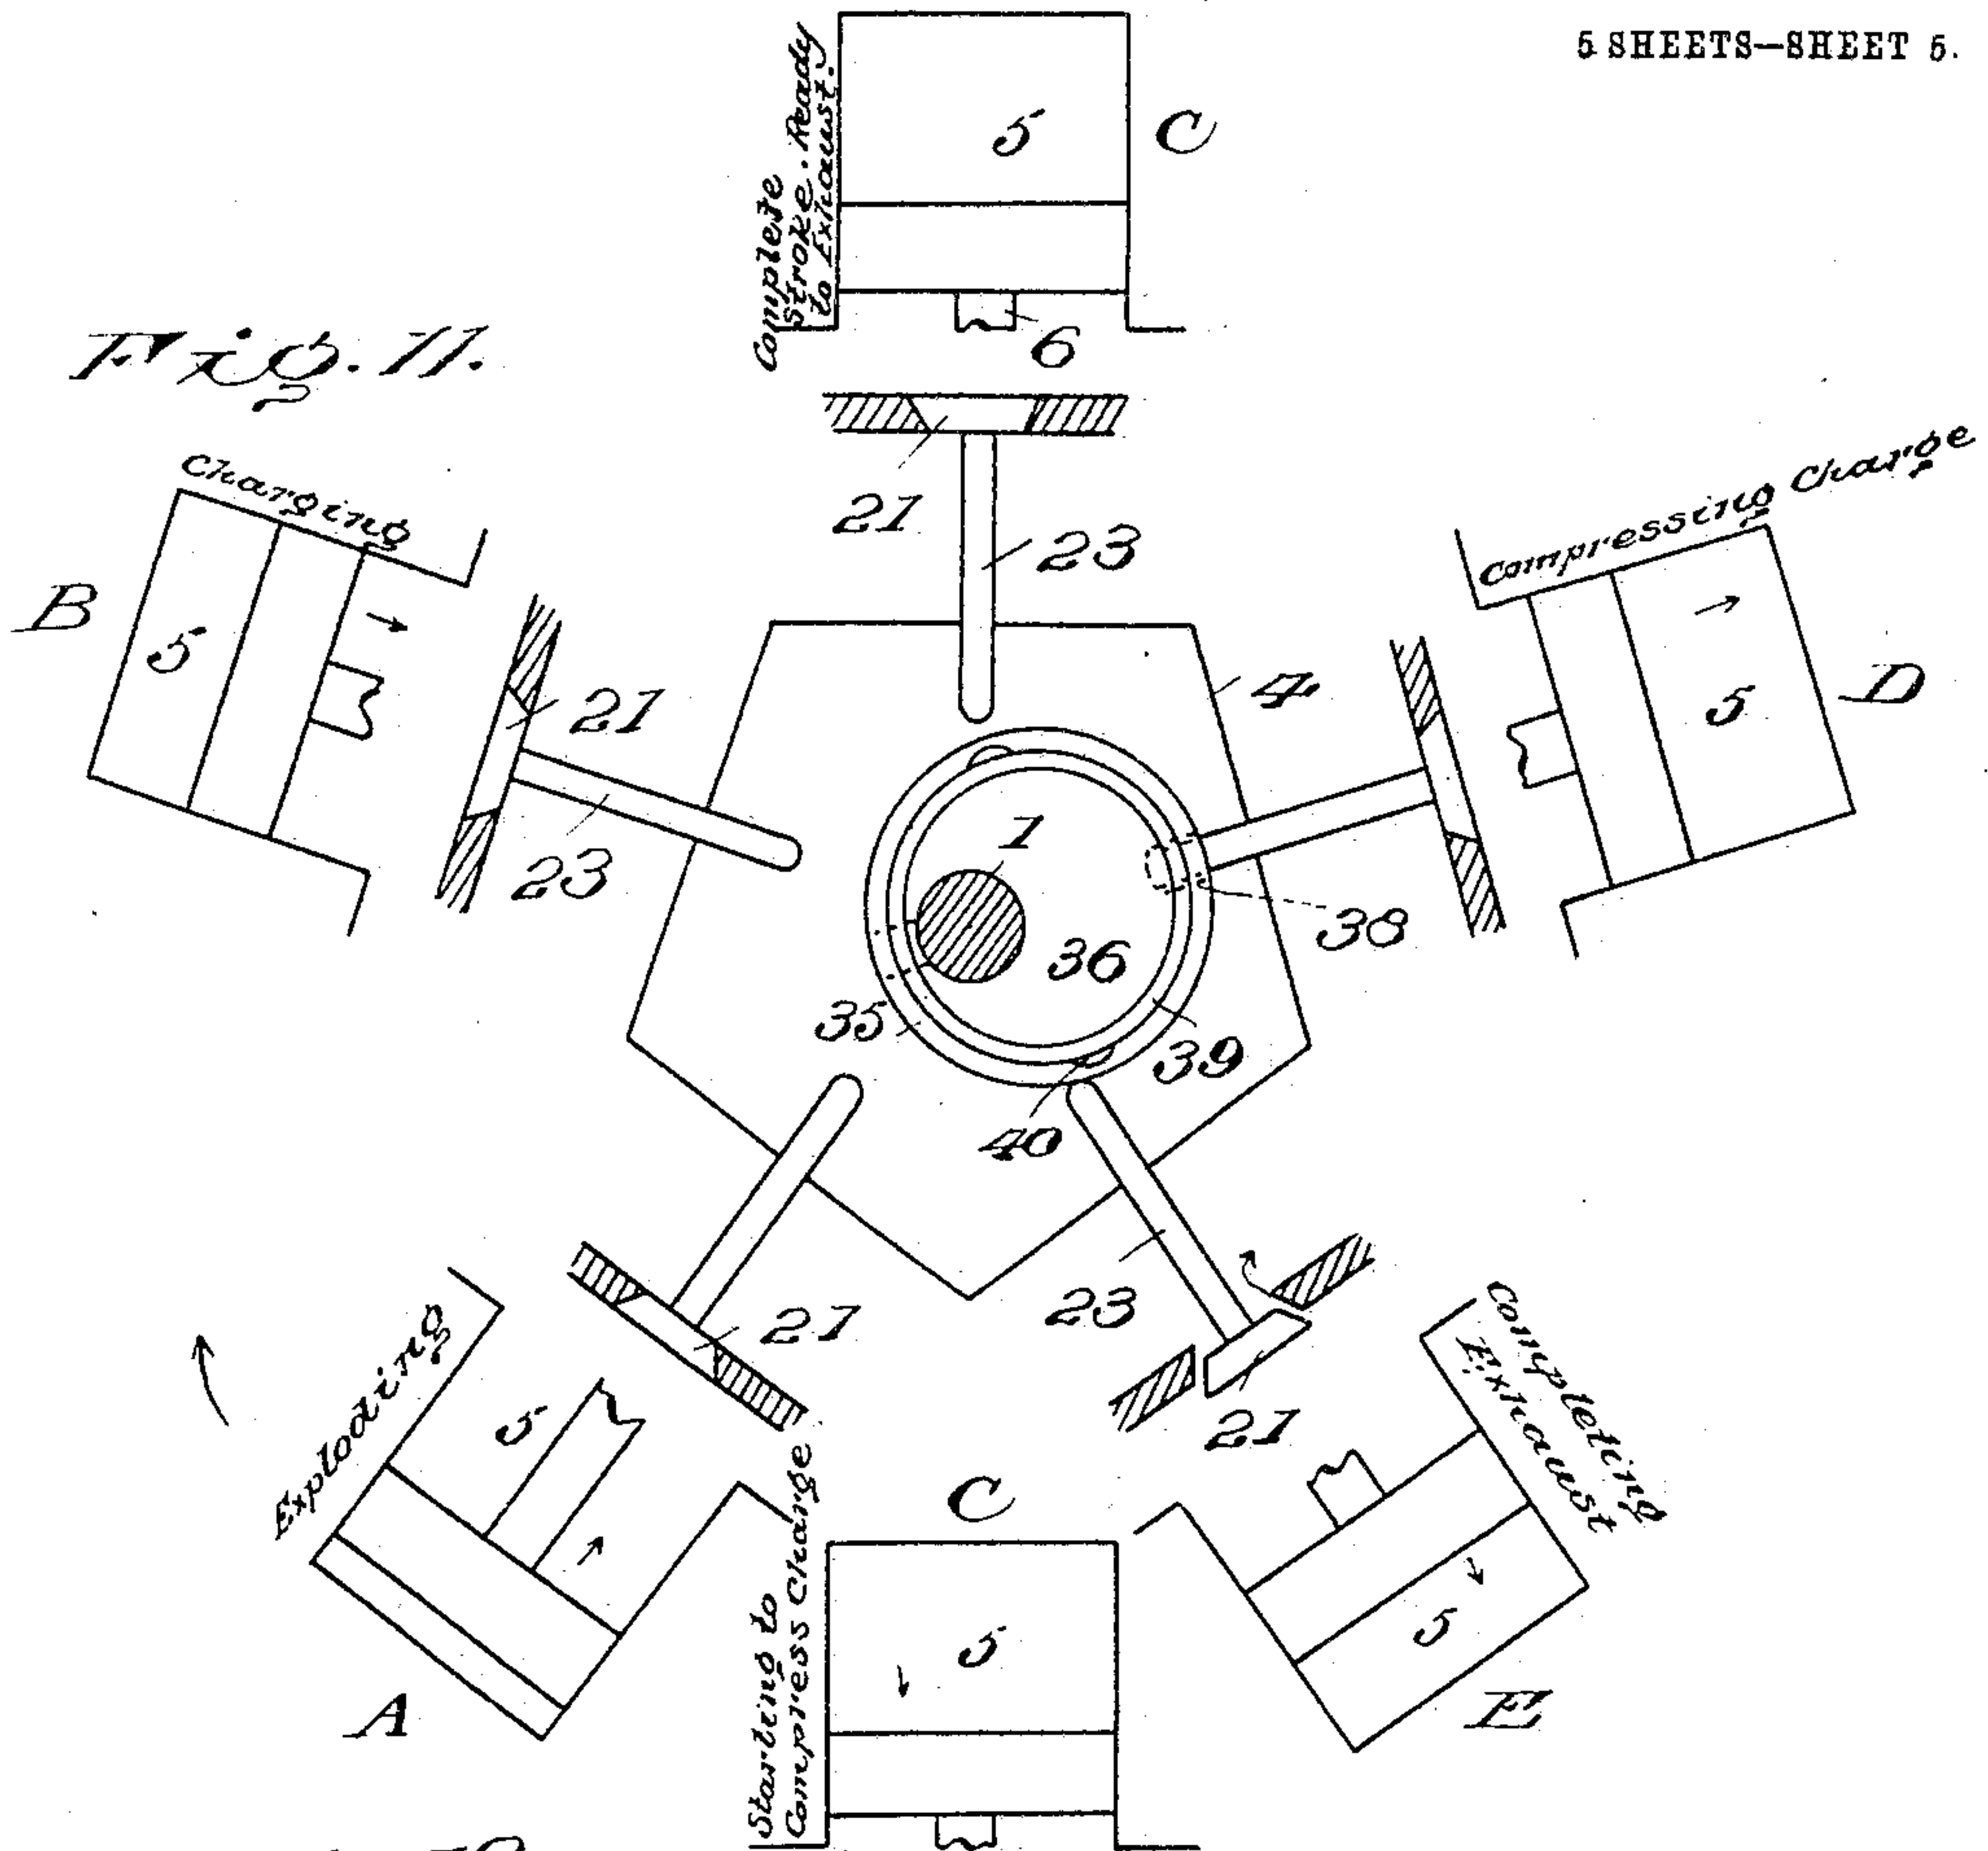 5 SHEETS—SHEET 5.
Fig. 11.
Complete
Stroke. Ready
to Exhaust.
5
C
6
21
23
Charging
B
5
21
23
Compressing Charge
5
D
4
1
36
38
35
39
40
Exploding
5
21
A
23
21
Completing
Exhaust
5
E
C
Starting to
Compress Charge
5